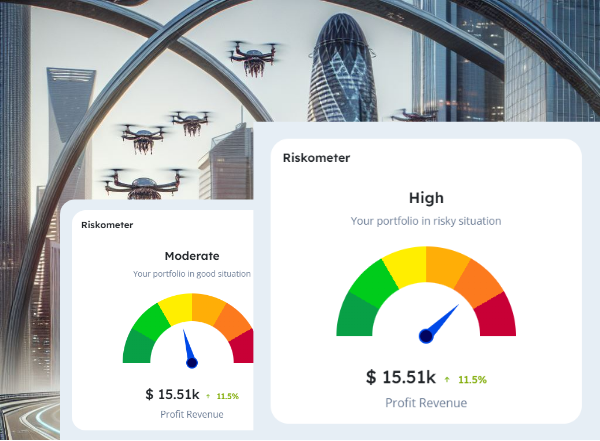 Riskometer
Moderate
Your portfolio in good situation
$ 15.51k ↑ 11.5%
Profit Revenue
Riskometer
High
Your portfolio in risky situation
$ 15.51k ↑ 11.5%
Profit Revenue